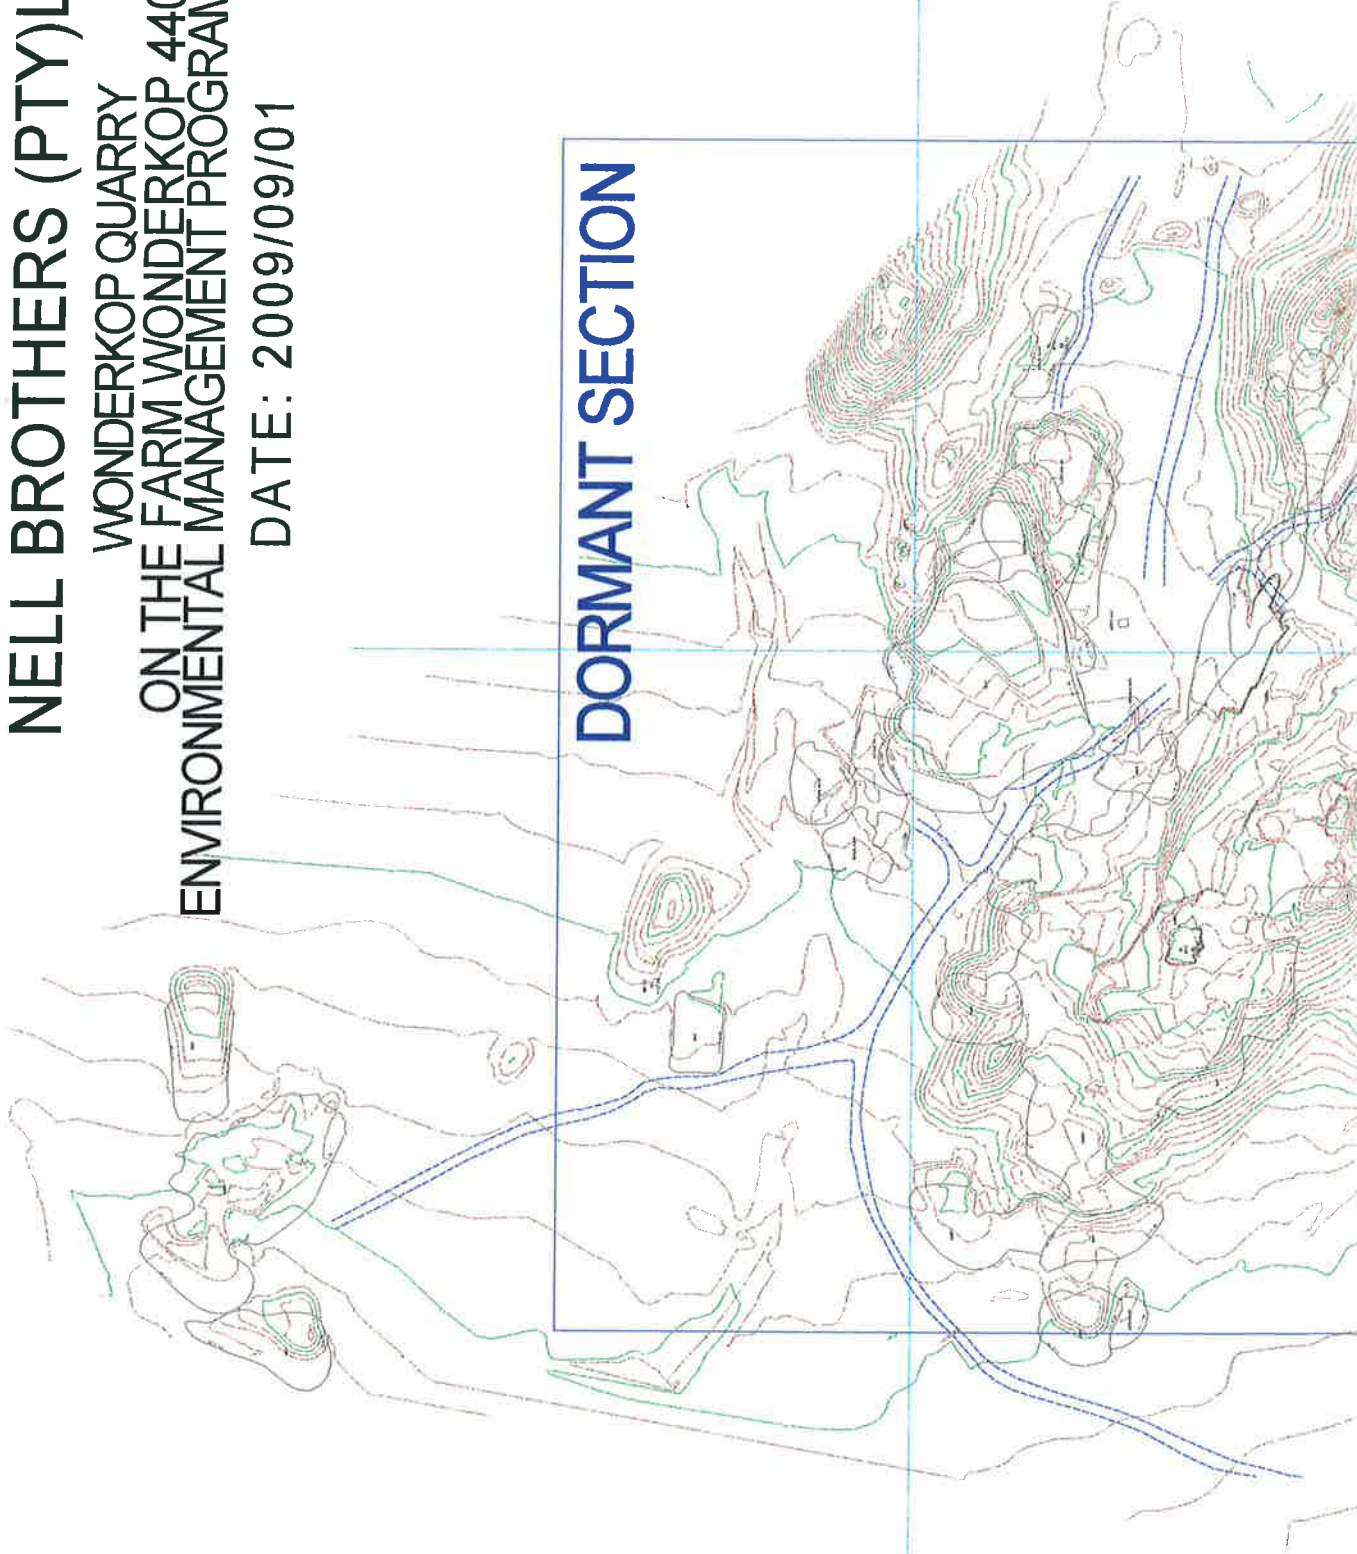 NELL BROTHERS (PTY)L
WONDERKOP QUARRY
ON THE FARM WONDERKOP 440
ENVIRONMENTAL MANAGEMENT PROGRAM
DATE: 2009/09/01
DORMANT SECTION